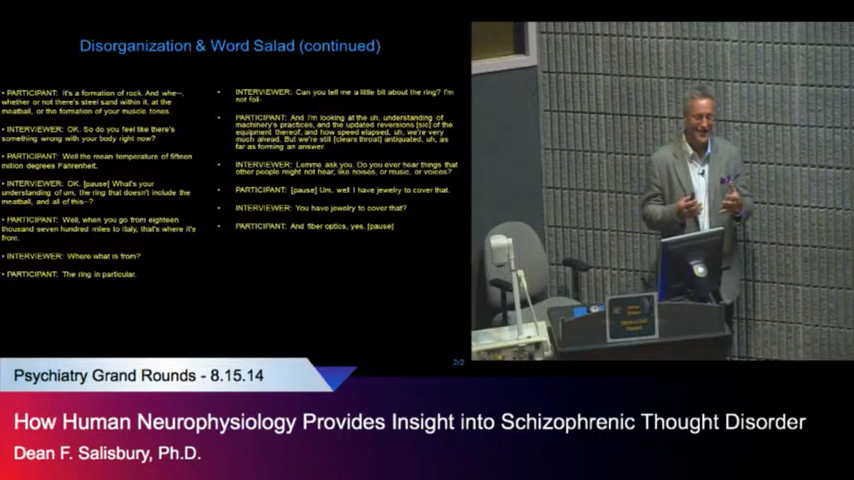 Disorganization & Word Salad (continued)
• PARTICIPANT: It's a formation of rock. And whe--,
whether or not there's steel sand within it, at the
meatball, or the formation of your muscle tones.
• INTERVIEWER: OK. So do you feel like there's
something wrong with your body right now?
• PARTICIPANT: Well the mean temperature of fifteen
million degrees Fahrenheit.
• INTERVIEWER: OK. [pause] What's your
understanding of um, the ring that doesn't include the
meatball, and all of this--?
• PARTICIPANT: Well, when you go from eighteen
thousand seven hundred miles to Italy, that's where it's
from.
• INTERVIEWER: Where what is from?
• PARTICIPANT: The ring in particular.
• INTERVIEWER: Can you tell me a little bit about the ring? I'm
not foll-
PARTICIPANT: And I'm looking at the uh, understanding of
machinery's practices, and the updated reversions [sic] of the
equipment thereof, and how speed elapsed, uh, we're very
much ahead. But we're still [clears throat] antiquated, uh, as
far as forming an answer.
• INTERVIEWER: Lemme ask you. Do you ever hear things that
other people might not hear, like noises, or music, or voices?
• PARTICIPANT: [pause] Um, well I have jewelry to cover that.
• INTERVIEWER: You have jewelry to cover that?
• PARTICIPANT: And fiber optics, yes. [pause]
2/2
Psychiatry Grand Rounds - 8.15.14
How Human Neurophysiology Provides Insight into Schizophrenic Thought Disorder
Dean F. Salisbury, Ph.D.